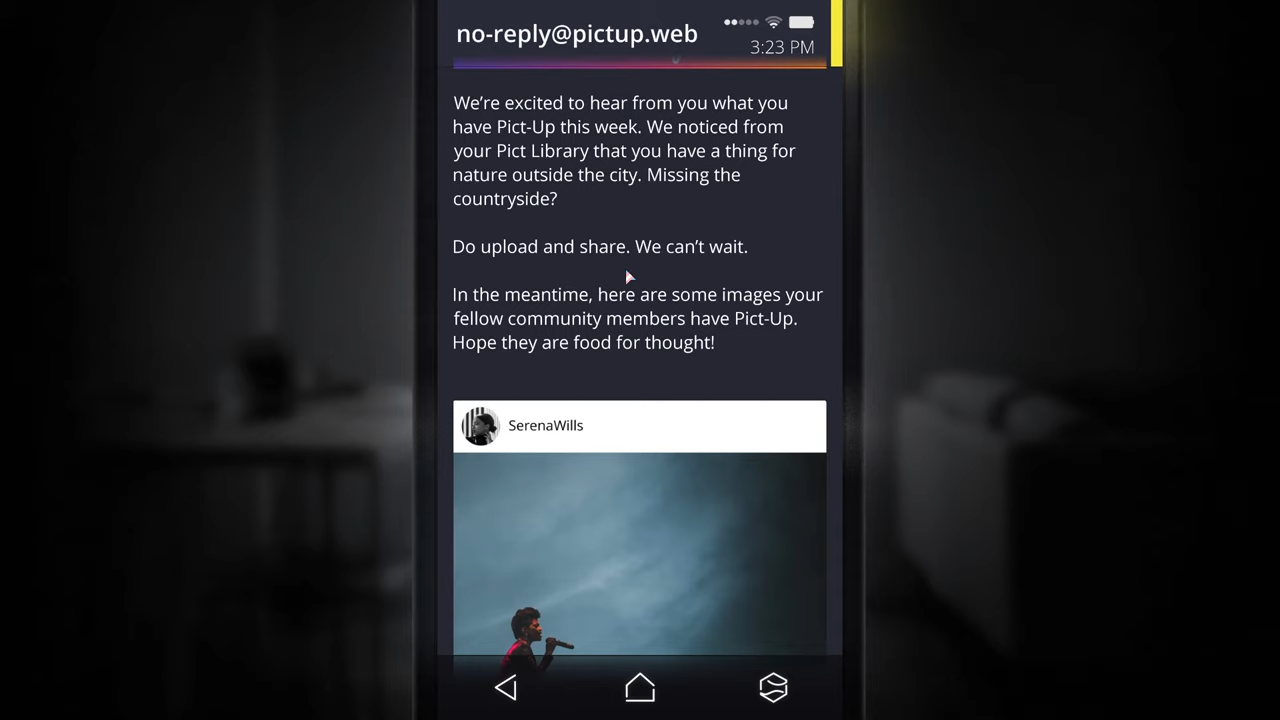 no-reply@pictup.web
3:23 PM
We're excited to hear from you what you
have Pict-Up this week. We noticed from
your Pict Library that you have a thing for
nature outside the city. Missing the
countryside?
Do upload and share. We can't wait.
In the meantime, here are some images your
fellow community members have Pict-Up.
Hope they are food for thought!
SerenaWills